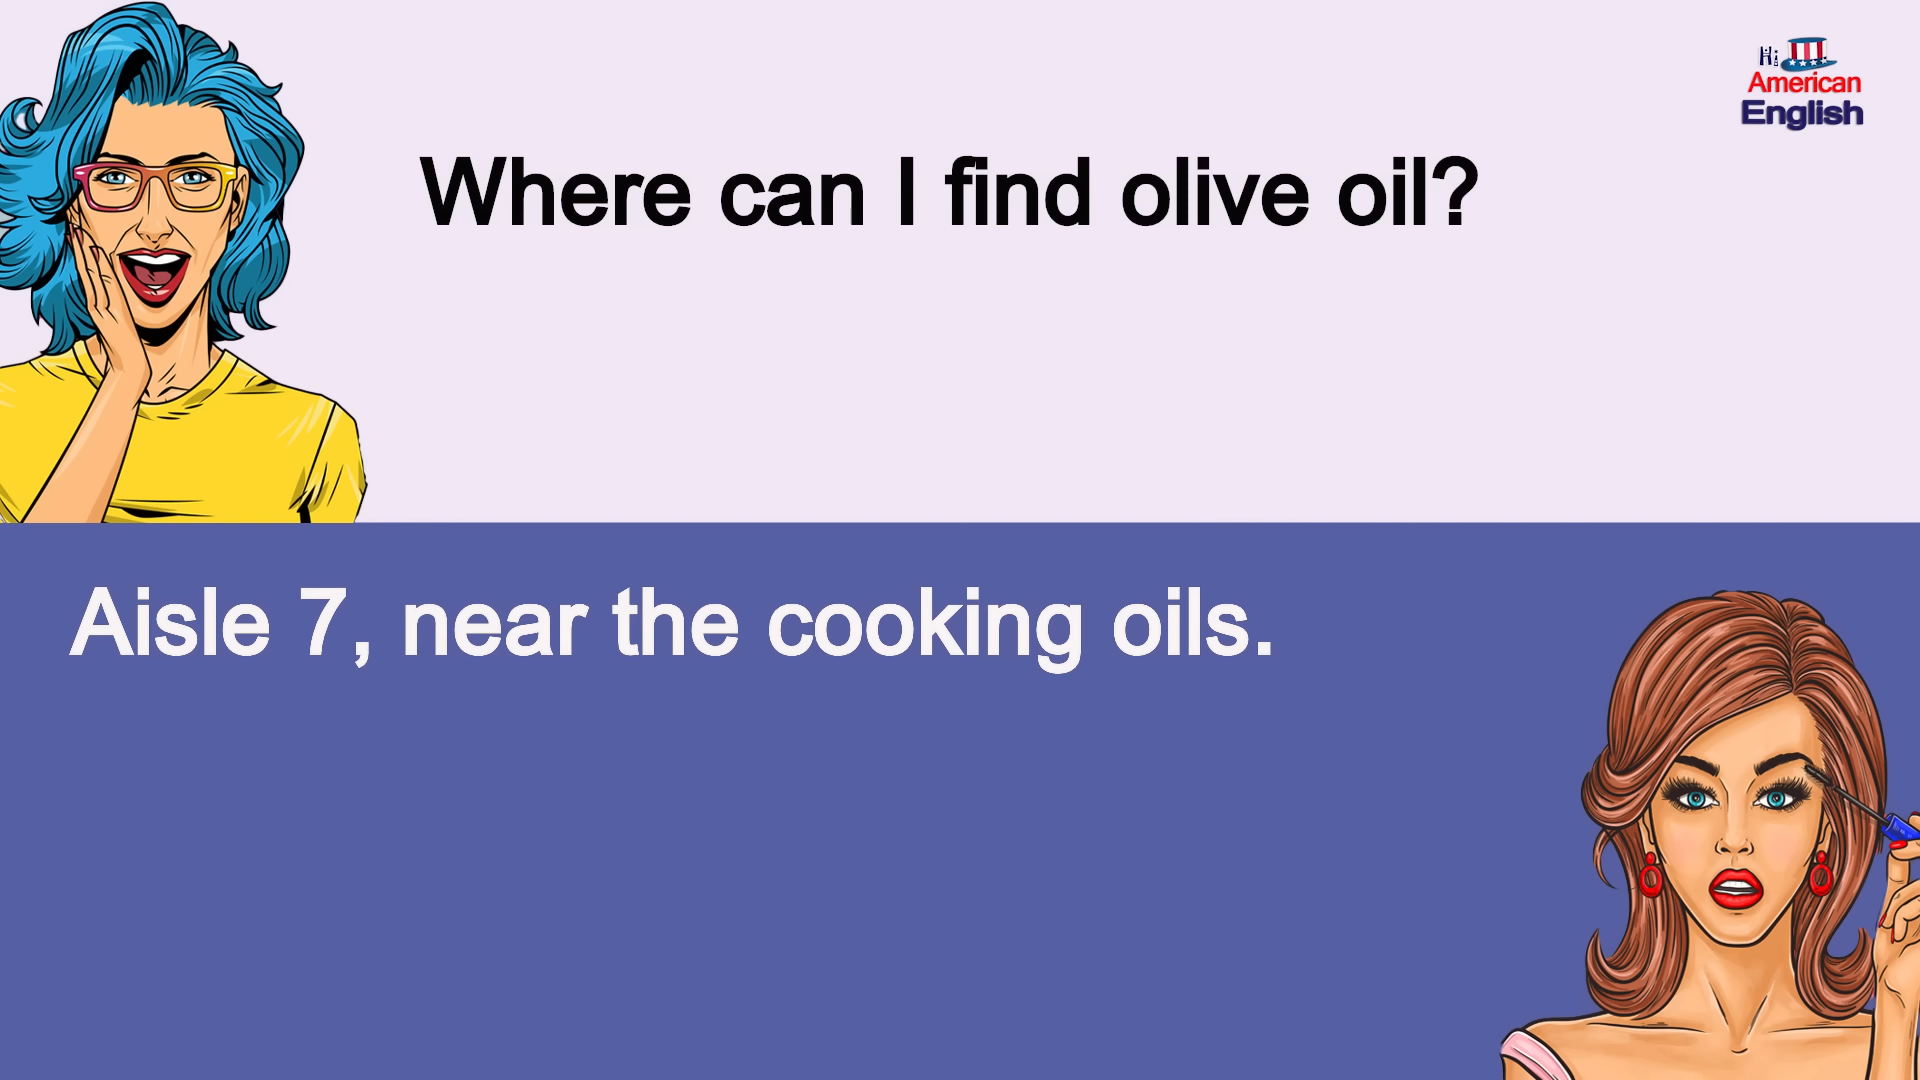 Hi
American
English
Where can I find olive oil?
Aisle 7, near the cooking oils.